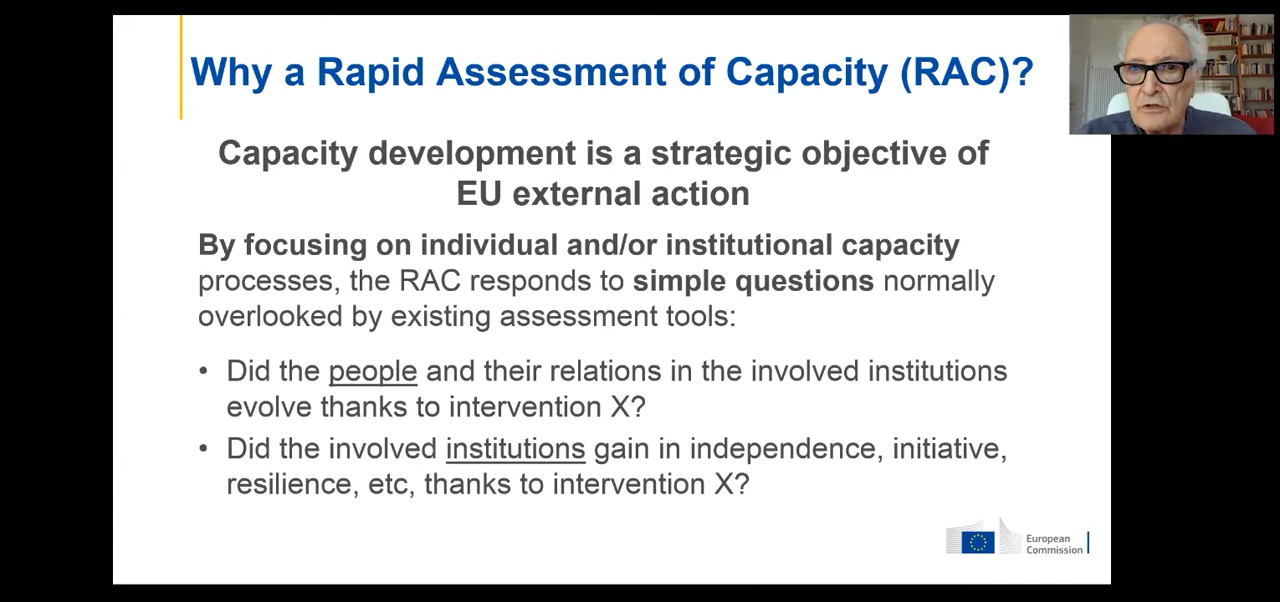 Why a Rapid Assessment of Capacity (RAC)?
Capacity development is a strategic objective of
EU external action
By focusing on individual and/or institutional capacity
processes, the RAC responds to simple questions normally
overlooked by existing assessment tools:
• Did the people and their relations in the involved institutions
evolve thanks to intervention X?
• Did the involved institutions gain in independence, initiative,
resilience, etc, thanks to intervention X?
European
Commission